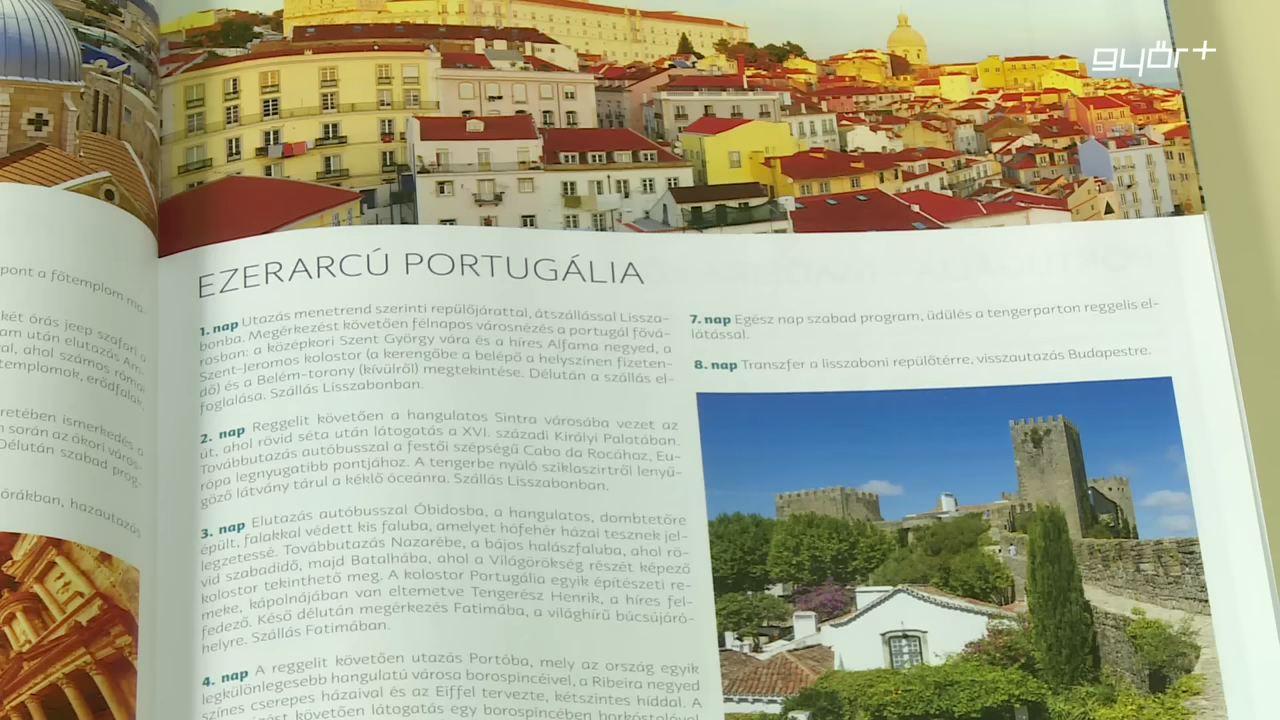 győr+
pont a főtemplom
két órás jeep szafari a
után elutazás
ahol számos római
templomok, erődfalak,
keretében ismerkedés a
során az ókori város-
Délután szabad prog-
órákban, hazautazás
EZERARCÚ PORTUGÁLIA
1. nap Utazás menetrend szerinti repülőjárattal, átszállással Lissza-
bonba. Megérkezést követően félnapos városnézés a portugál fővá-
rosban: a középkori Szent György vára és a híres Alfama negyed, a
Szent-Jeromos kolostor (a kerengőbe a belépő a helyszínen fizeten-
dő) és a Belém-torony (kívülről) megtekintése. Délután a szállás el-
foglalása. Szállás Lisszabonban.
2. nap Reggelit követően a hangulatos Sintra városába vezet az
út, ahol rövid séta után látogatás a XVI. századi Királyi Palotában.
Továbbutazás autóbusszal a festői szépségű Cabo da Rocához, Eu-
rópa legnyugatibb pontjához. A tengerbe nyúló sziklaszirtről lenyű-
göző látvány tárul a kéklő óceánra. Szállás Lisszabonban.
3. nap Elutazás autóbusszal Óbidosba, a hangulatos, dombtetőre
épült, falakkal védett kis faluba, amelyet hófehér házai tesznek jel-
legzetessé. Továbbutazás Nazarébe, a bájos halászfaluba, ahol rö-
vid szabadidő, majd Batalhába, ahol a Világörökség részét képező
kolostor tekinthető meg. A kolostor Portugália egyik építészeti re-
meke, kápolnájában van eltemetve Tengerész Henrik, a híres fel-
fedező. Késő délután megérkezés Fatimába, a világhírű búcsújáró-
helyre. Szállás Fatimában.
4. nap A reggelit követően utazás Portóba, mely az ország egyik
legkülönlegesebb hangulatú városa borospincéivel, a Ribeira negyed
színes cserepes házaival és az Eiffel tervezte, kétszintes híddal. A
követően látogatás egy borospincében borkóstolóval
7. nap Egész nap szabad program, üdülés a tengerparton reggelis el-
látással.
8. nap Transzfer a lisszaboni repülőtérre, visszautazás Budapestre.